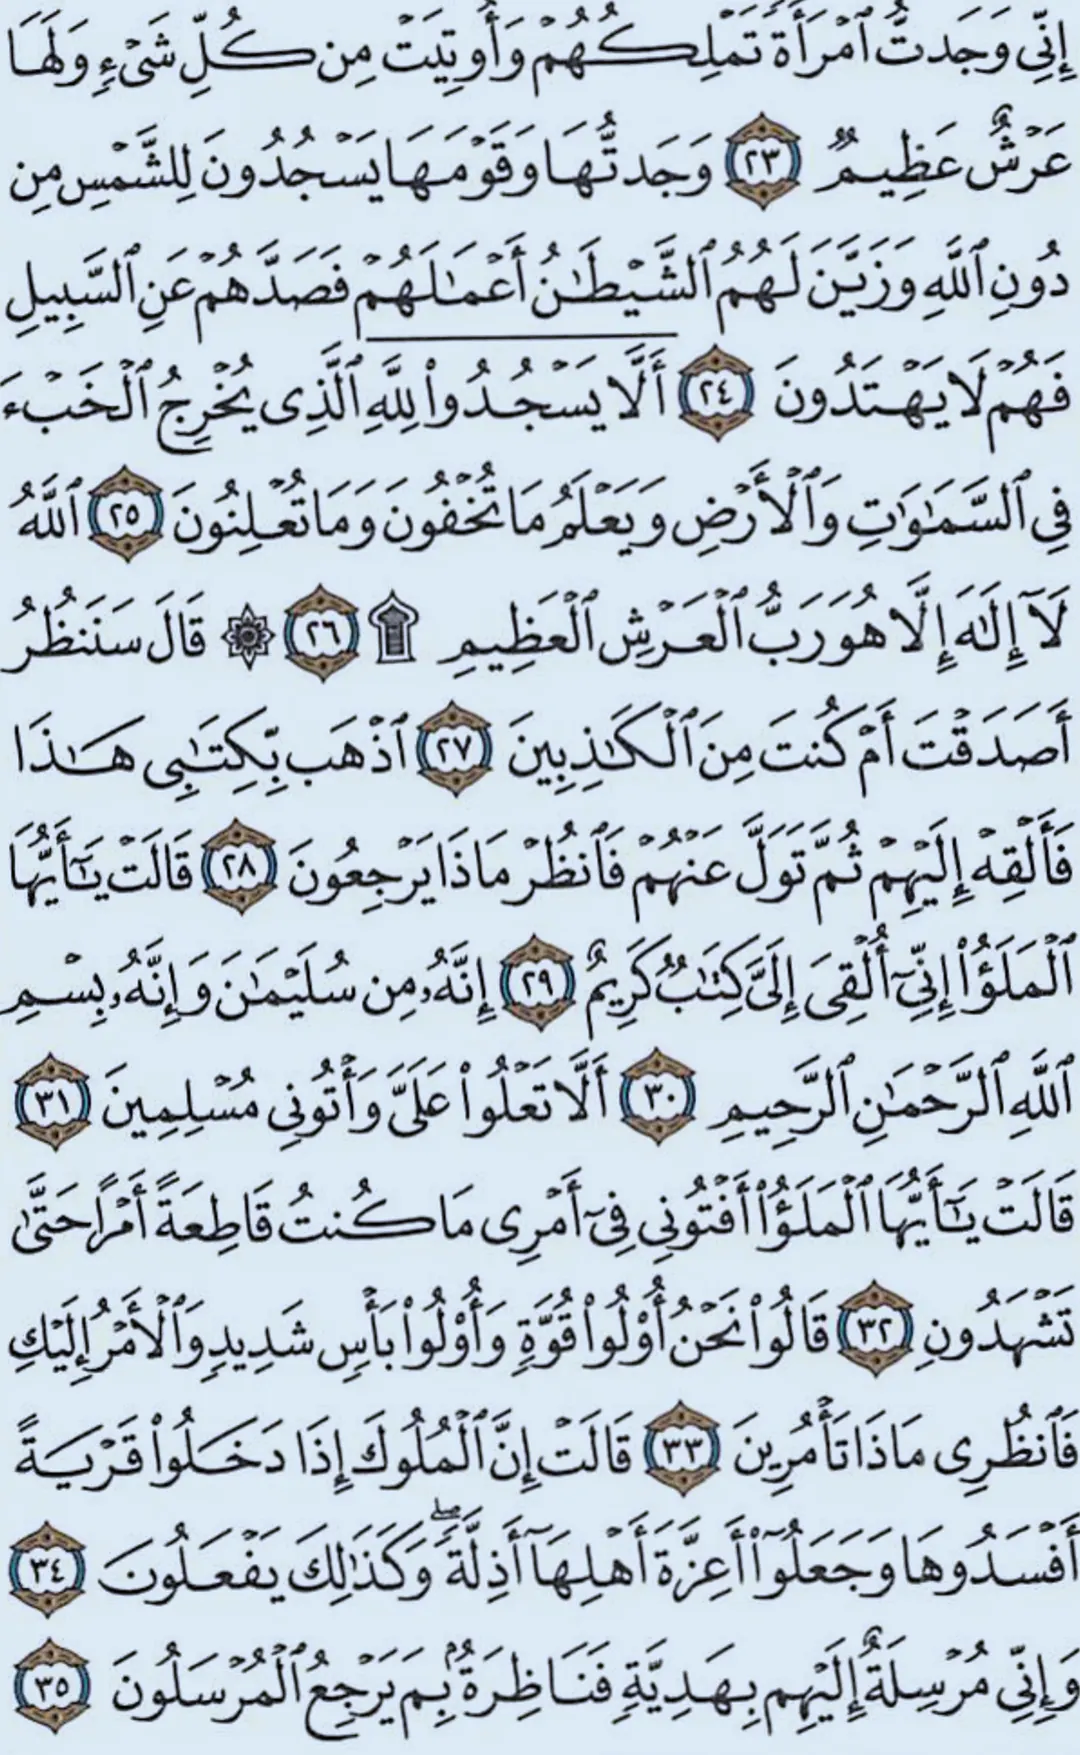 إِنِّي وَجَدتُّ ٱمْرَأَةً تَمْلِكُهُمْ وَأُوتِيَتْ مِن كُلِّ شَىْءٍ وَلَهَا
عَرْشٌ عَظِيمٌ ٢٣ وَجَدتُّهَا وَقَوْمَهَا يَسْجُدُونَ لِلشَّمْسِ مِن
دُونِ ٱللَّهِ وَزَيَّنَ لَهُمُ ٱلشَّيْطَٰنُ أَعْمَٰلَهُمْ فَصَدَّهُمْ عَنِ ٱلسَّبِيلِ
فَهُمْ لَا يَهْتَدُونَ ٢٤ أَلَّا يَسْجُدُوا۟ لِلَّهِ ٱلَّذِى يُخْرِجُ ٱلْخَبْءَ
فِي ٱلسَّمَٰوَٰتِ وَٱلْأَرْضِ وَيَعْلَمُ مَا تُخْفُونَ وَمَا تُعْلِنُونَ ٢٥ ٱللَّهُ
لَآ إِلَٰهَ إِلَّا هُوَ رَبُّ ٱلْعَرْشِ ٱلْعَظِيمِ ۩ ٢٦ ۞ قَالَ سَنَنظُرُ
أَصَدَقْتَ أَمْ كُنتَ مِنَ ٱلْكَٰذِبِينَ ٢٧ ٱذْهَب بِّكِتَٰبِى هَٰذَا
فَأَلْقِهْ إِلَيْهِمْ ثُمَّ تَوَلَّ عَنْهُمْ فَٱنظُرْ مَاذَا يَرْجِعُونَ ٢٨ قَالَتْ يَٰٓأَيُّهَا
ٱلْمَلَؤُا۟ إِنِّىٓ أُلْقِىَ إِلَىَّ كِتَٰبٌ كَرِيمٌ ٢٩ إِنَّهُۥ مِن سُلَيْمَٰنَ وَإِنَّهُۥ بِسْمِ
ٱللَّهِ ٱلرَّحْمَٰنِ ٱلرَّحِيمِ ٣٠ أَلَّا تَعْلُوا۟ عَلَىَّ وَأْتُونِى مُسْلِمِينَ ٣١
قَالَتْ يَٰٓأَيُّهَا ٱلْمَلَؤُا۟ أَفْتُونِى فِىٓ أَمْرِى مَا كُنتُ قَاطِعَةً أَمْرًا حَتَّىٰ
تَشْهَدُونِ ٣٢ قَالُوا۟ نَحْنُ أُو۟لُوا۟ قُوَّةٍ وَأُو۟لُوا۟ بَأْسٍ شَدِيدٍ وَٱلْأَمْرُ إِلَيْكِ
فَٱنظُرِى مَاذَا تَأْمُرِينَ ٣٣ قَالَتْ إِنَّ ٱلْمُلُوكَ إِذَا دَخَلُوا۟ قَرْيَةً
أَفْسَدُوهَا وَجَعَلُوٓا۟ أَعِزَّةَ أَهْلِهَآ أَذِلَّةً ۖ وَكَذَٰلِكَ يَفْعَلُونَ ٣٤
وَإِنِّى مُرْسِلَةٌ إِلَيْهِم بِهَدِيَّةٍ فَنَاظِرَةٌۢ بِمَ يَرْجِعُ ٱلْمُرْسَلُونَ ٣٥